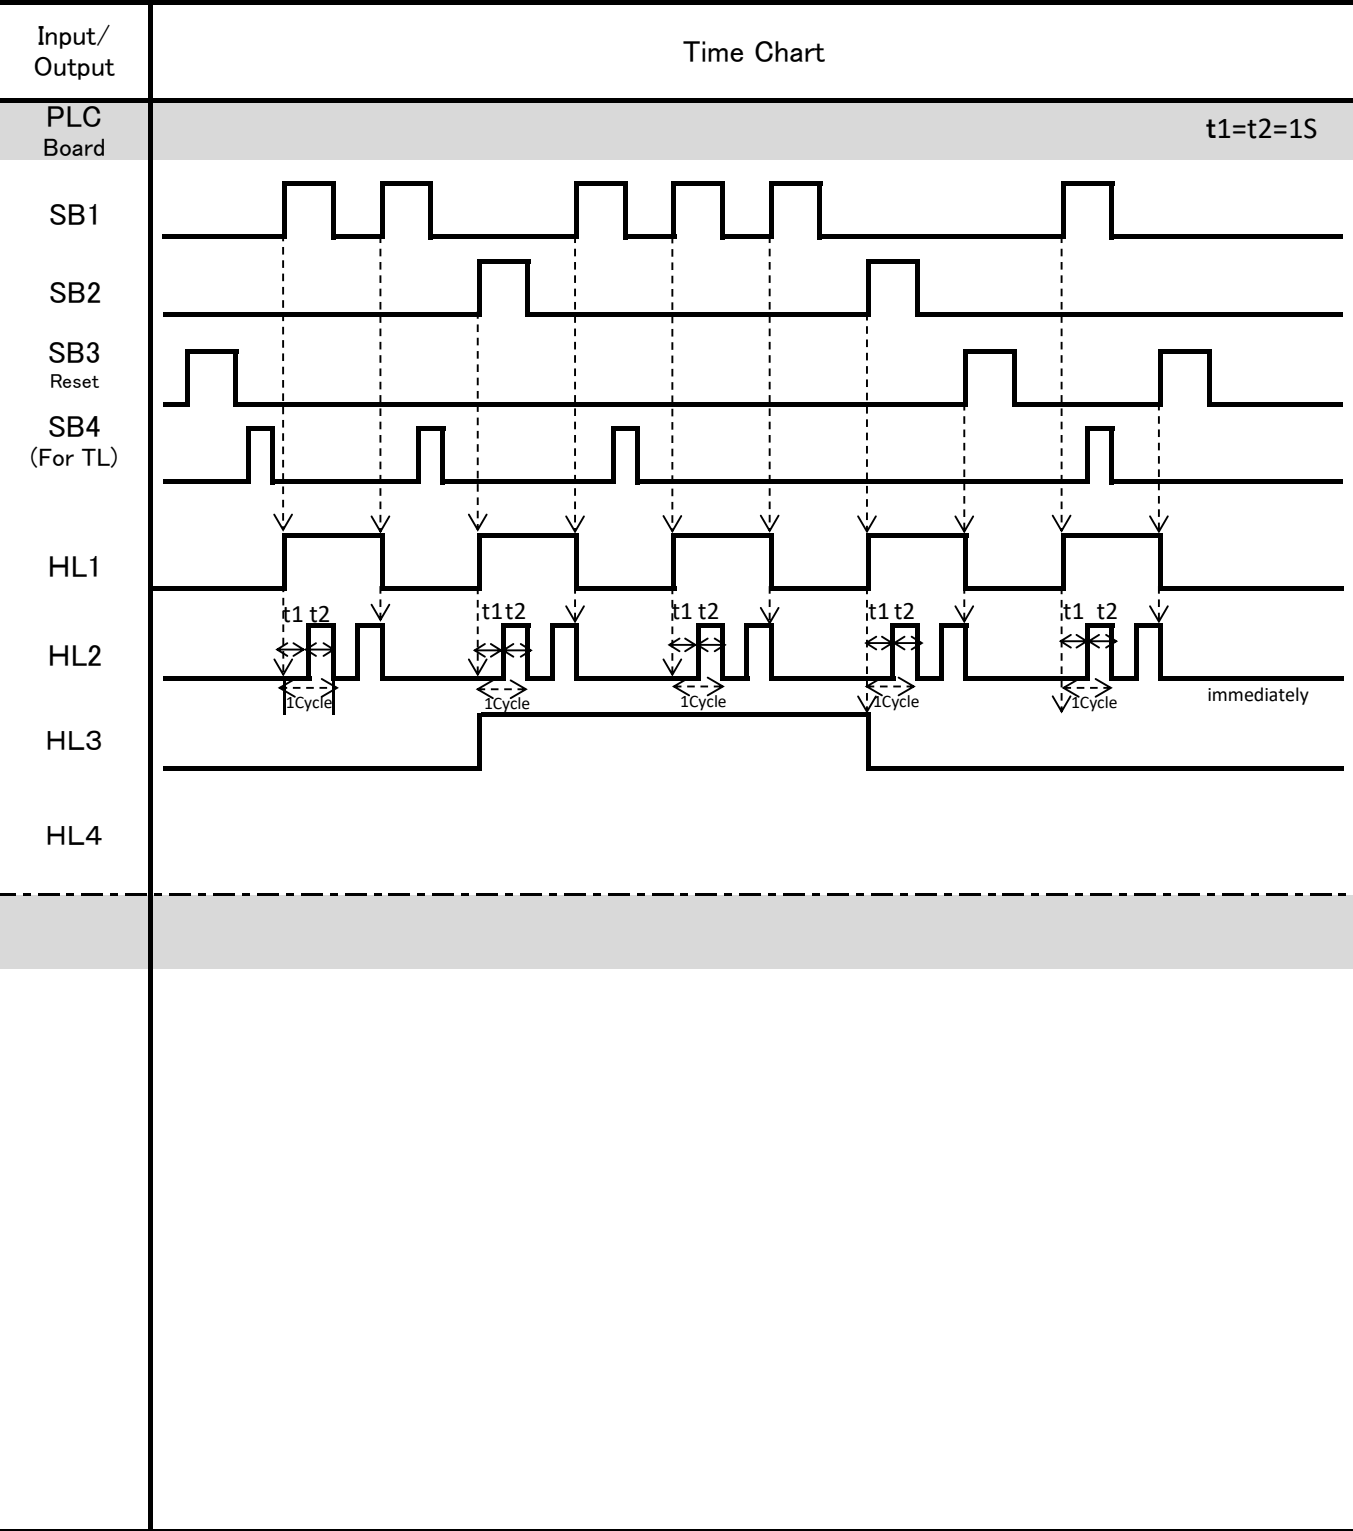 Input/
Output
Time Chart
PLC
Board
t1=t2=1S
SB1
SB2
SB3
Reset
SB4
(For TL)
HL1
t1 t2
t1 t2
t1 t2
t1 t2
t1 t2
HL2
1Cycle
1Cycle
1Cycle
1Cycle
1Cycle
immediately
HL3
HL4